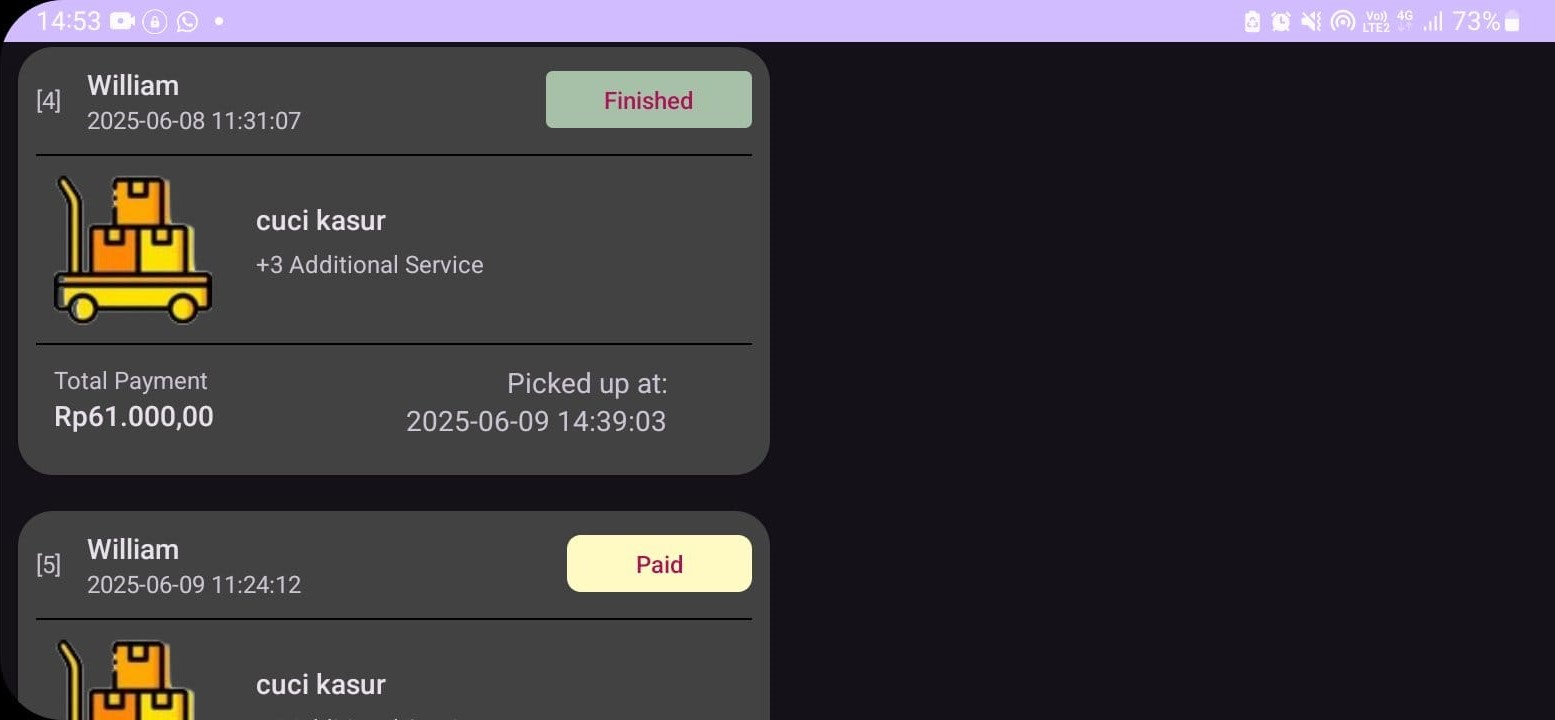 14:53
Vo)) LTE2 4G 73%
[4] William
2025-06-08 11:31:07
Finished
cuci kasur
+3 Additional Service
Total Payment
Rp61.000,00
Picked up at:
2025-06-09 14:39:03
[5] William
2025-06-09 11:24:12
Paid
cuci kasur